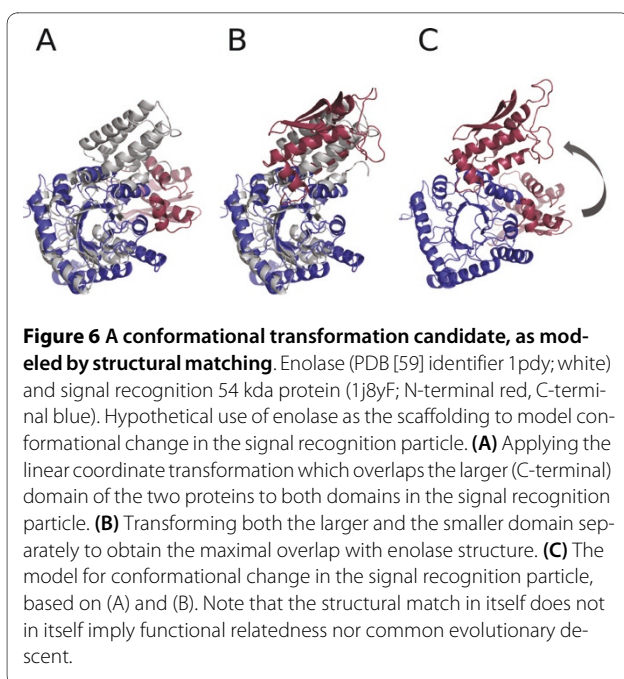 A
B
C
Figure 6 A conformational transformation candidate, as mod-
eled by structural matching. Enolase (PDB [59] identifier 1pdy; white)
and signal recognition 54 kda protein (1j8yF; N-terminal red, C-termi-
nal blue). Hypothetical use of enolase as the scaffolding to model con-
formational change in the signal recognition particle. (A) Applying the
linear coordinate transformation which overlaps the larger (C-terminal)
domain of the two proteins to both domains in the signal recognition
particle. (B) Transforming both the larger and the smaller domain sep-
arately to obtain the maximal overlap with enolase structure. (C) The
model for conformational change in the signal recognition particle,
based on (A) and (B). Note that the structural match in itself does not
in itself imply functional relatedness nor common evolutionary de-
scent.